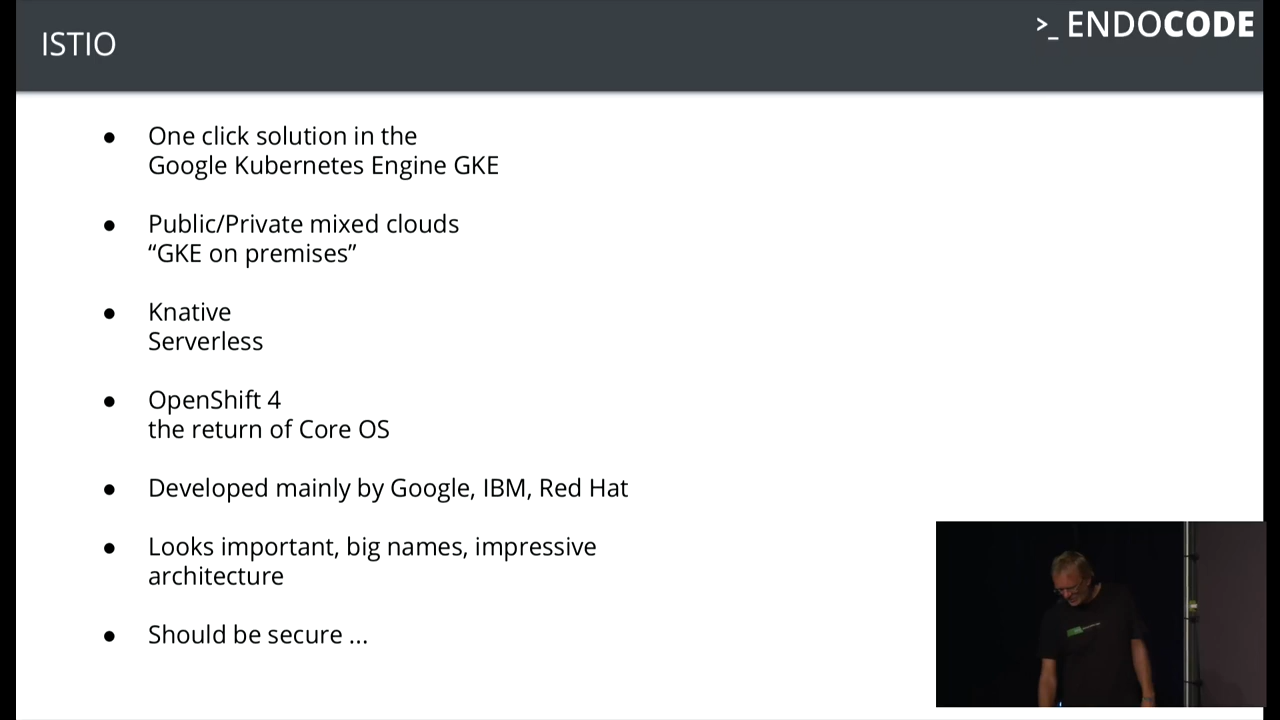 ISTIO
>_ ENDOCODE
● One click solution in the
Google Kubernetes Engine GKE
● Public/Private mixed clouds
“GKE on premises”
● Knative
Serverless
● OpenShift 4
the return of Core OS
● Developed mainly by Google, IBM, Red Hat
● Looks important, big names, impressive
architecture
● Should be secure ...